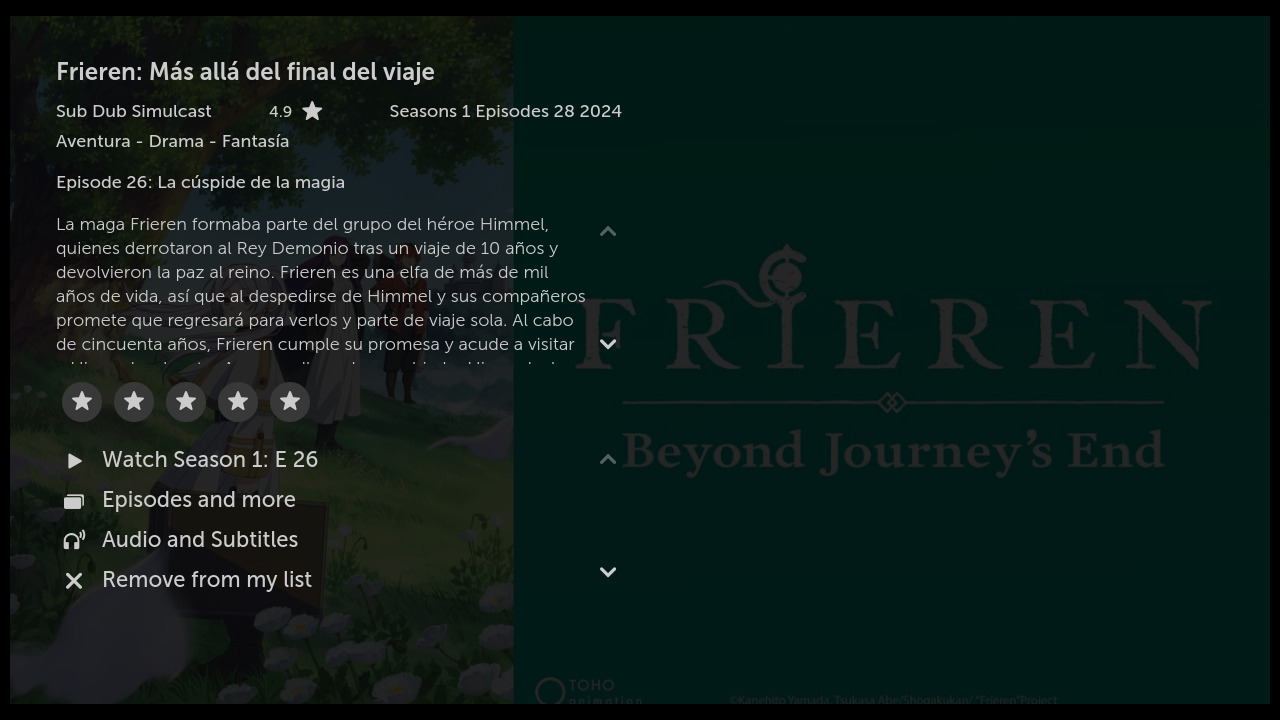 Frieren: Más allá del final del viaje
Sub Dub Simulcast 4.9 Seasons 1 Episodes 28 2024
Aventura - Drama - Fantasía
Episode 26: La cúspide de la magia
La maga Frieren formaba parte del grupo del héroe Himmel,
quienes derrotaron al Rey Demonio tras un viaje de 10 años y
devolvieron la paz al reino. Frieren es una elfa de más de mil
años de vida, así que al despedirse de Himmel y sus compañeros
promete que regresará para verlos y parte de viaje sola. Al cabo
de cincuenta años, Frieren cumple su promesa y acude a visitar
FRIEREN
Beyond Journey's End
Watch Season 1: E 26
Episodes and more
Audio and Subtitles
Remove from my list
TOHO
animation
©Kanehito Yamada, Tsukasa Abe/Shogakukan/ "Frieren"Project